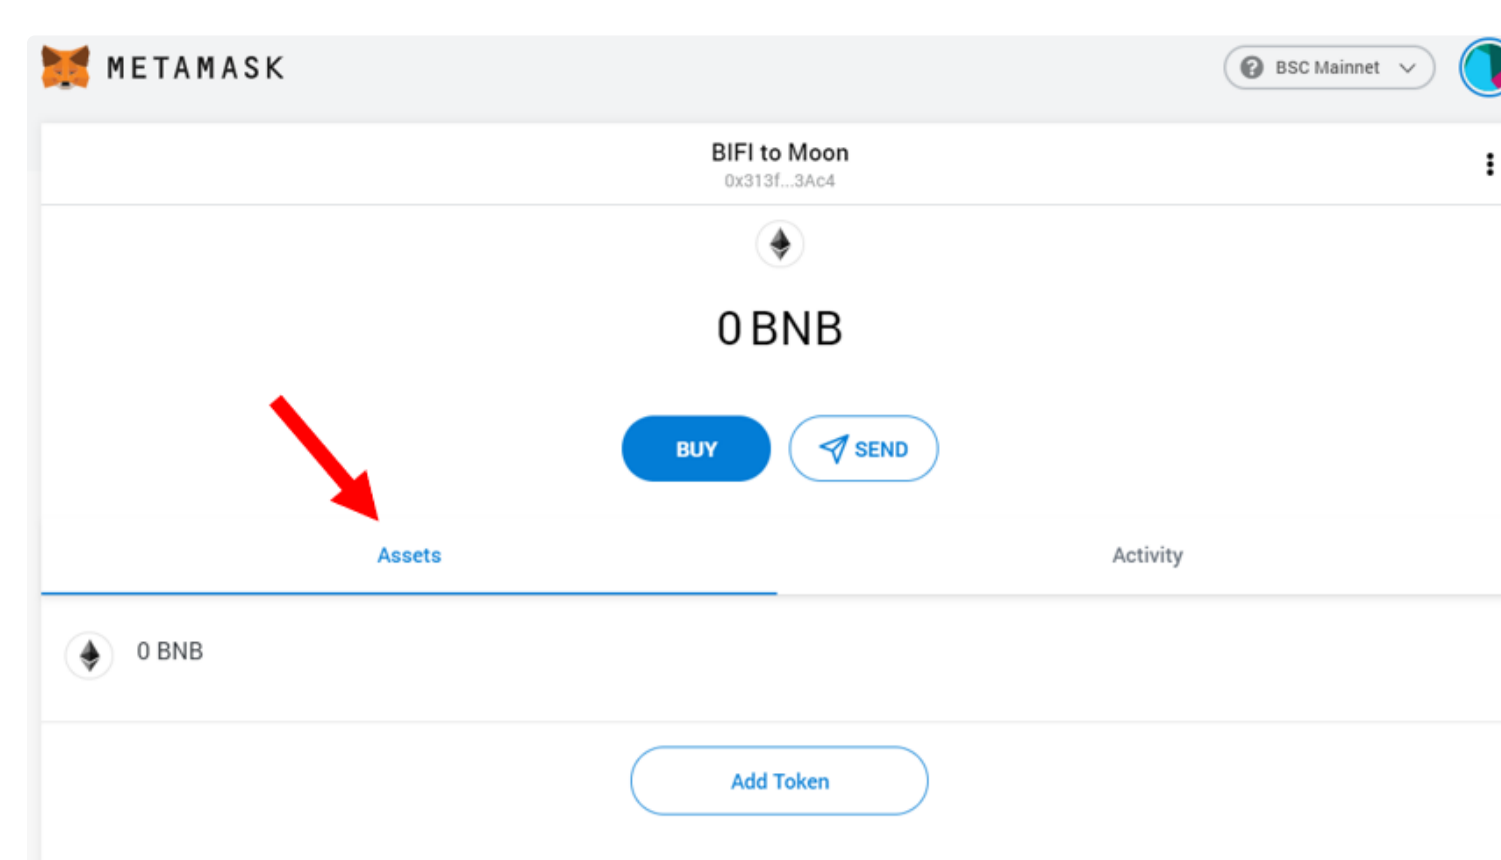 METAMASK
BSC Mainnet
BIFI to Moon
0x313f...3Ac4
0 BNB
BUY
SEND
Assets
Activity
0 BNB
Add Token